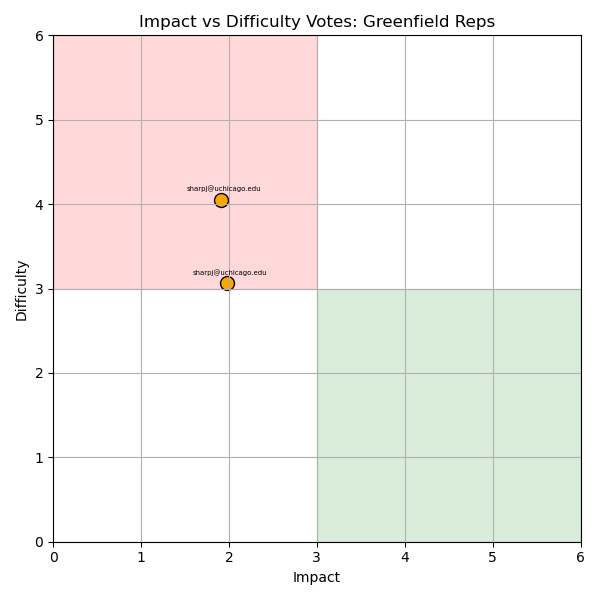 Impact vs Difficulty Votes: Greenfield Reps
6
5
sharpj@uchicago.edu
4
sharpj@uchicago.edu
3
2
1
0
Difficulty
0 1 2 3 4 5 6
Impact